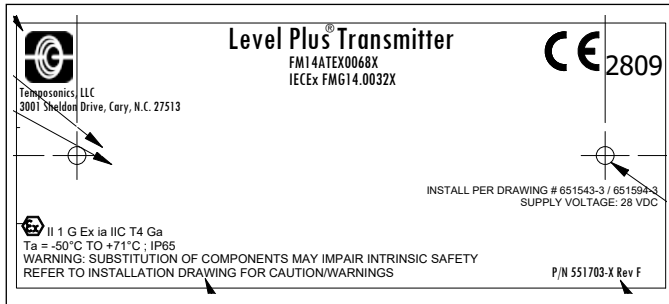 Level Plus® Transmitter
FM14ATEX0068X
IECEx FMG14.0032X
CE 2809
Temposonics, LLC
3001 Sheldon Drive, Cary, N.C. 27513
INSTALL PER DRAWING # 651543-3 / 651594-3
SUPPLY VOLTAGE: 28 VDC
Ex II 1 G Ex ia IIC T4 Ga
Ta = -50°C TO +71°C ; IP65
WARNING: SUBSTITUTION OF COMPONENTS MAY IMPAIR INTRINSIC SAFETY
REFER TO INSTALLATION DRAWING FOR CAUTION/WARNINGS
P/N 551703-X Rev F